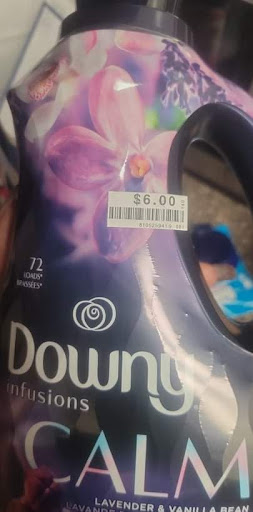 $6.00
72
LOADS*
BRASSÉES*
Downy
infusions
CALM
LAVENDER & VANILLA BEAN